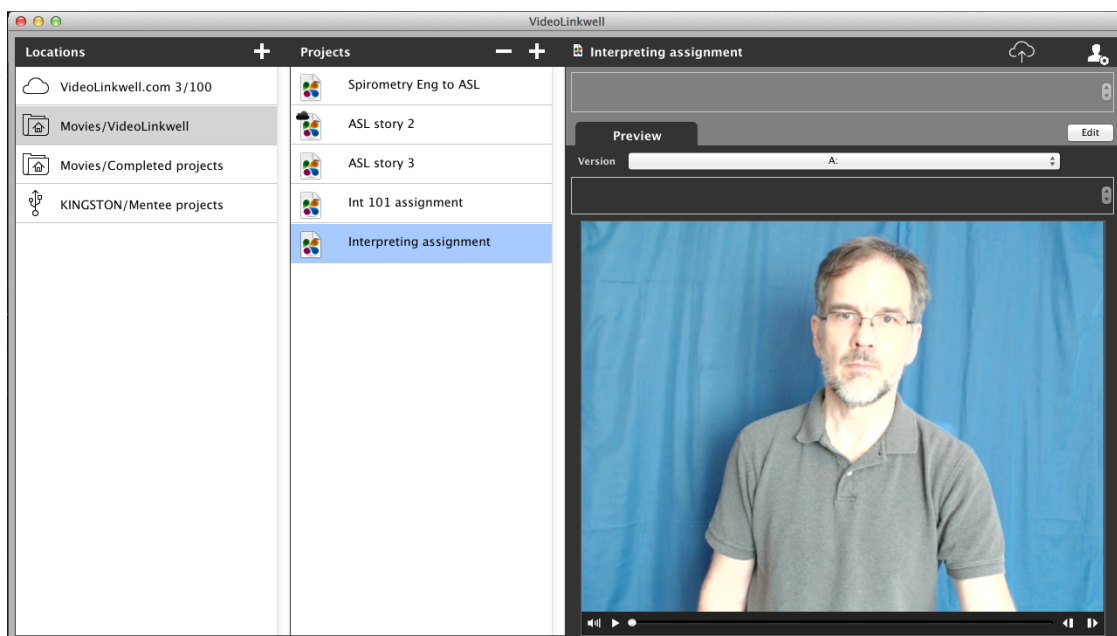 VideoLinkwell
Locations
VideoLinkwell.com 3/100
Movies/VideoLinkwell
Movies/Completed projects
KINGSTON/Mentee projects
Projects
Spirometry Eng to ASL
ASL story 2
ASL story 3
Int 101 assignment
Interpreting assignment
Interpreting assignment
Preview
Edit
Version
A: